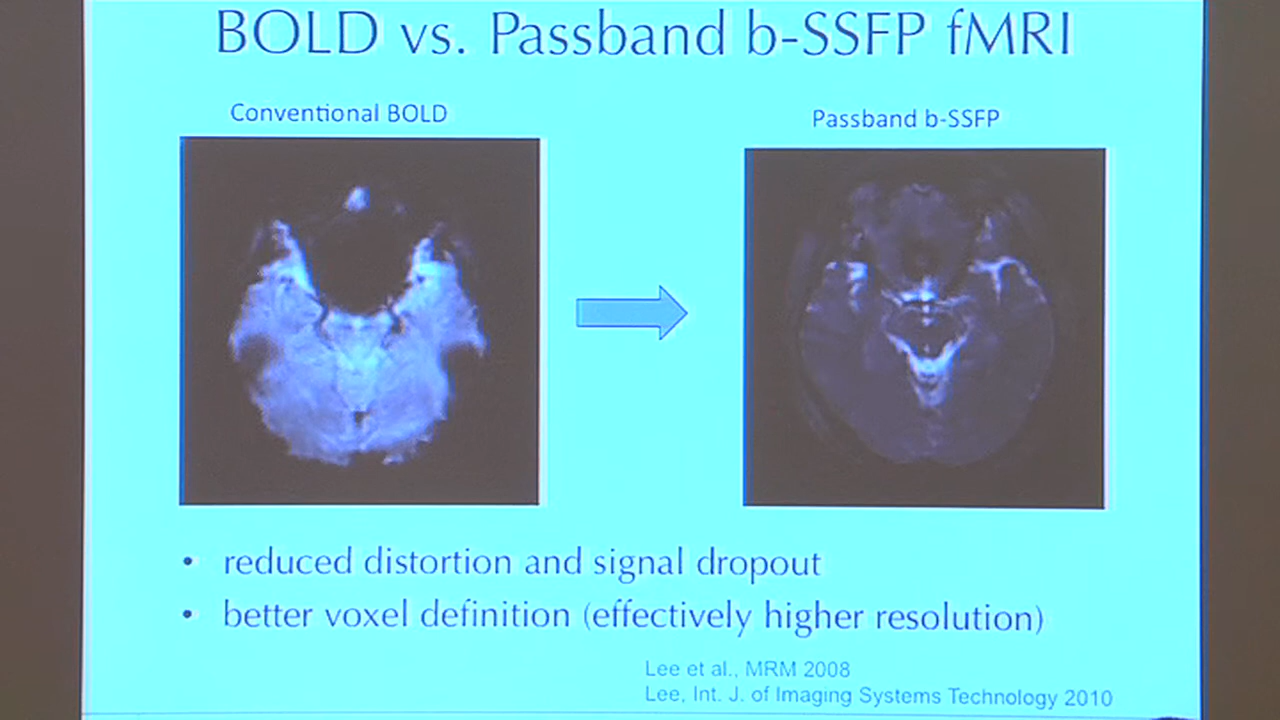 BOLD vs. Passband b-SSFP fMRI
Conventional BOLD
Passband b-SSFP
• reduced distortion and signal dropout
• better voxel definition (effectively higher resolution)
Lee et al., MRM 2008
Lee, Int. J. of Imaging Systems Technology 2010